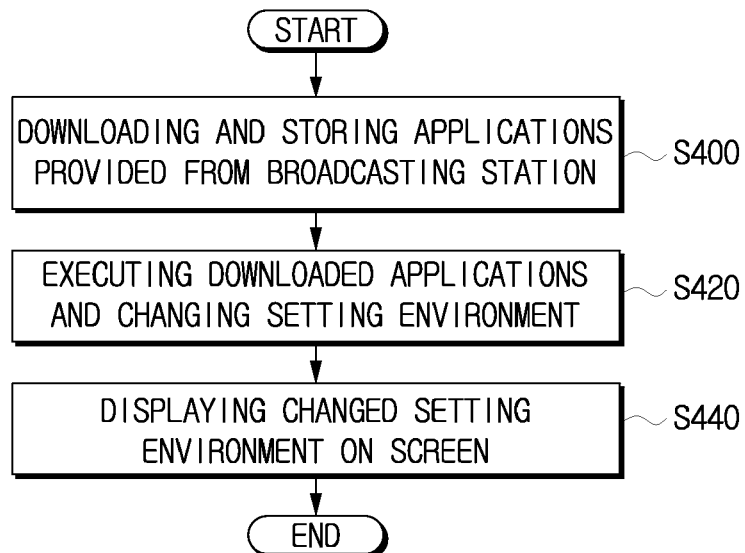 START
DOWNLOADING AND STORING APPLICATIONS
PROVIDED FROM BROADCASTING STATION
S400
EXECUTING DOWNLOADED APPLICATIONS
AND CHANGING SETTING ENVIRONMENT
S420
DISPLAYING CHANGED SETTING
ENVIRONMENT ON SCREEN
S440
END